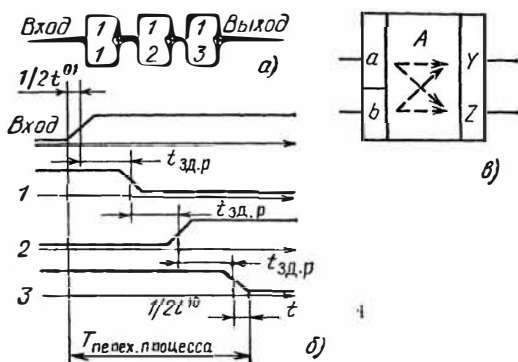 Вход 1 1 1 Выход
1 2 3
а)
1/2t⁰¹
Вход
tзд.р
1
tзд.р
2
tзд.р
3
1/2t¹⁰
t
Tперех.процесса
б)
a A Y
b Z
в)